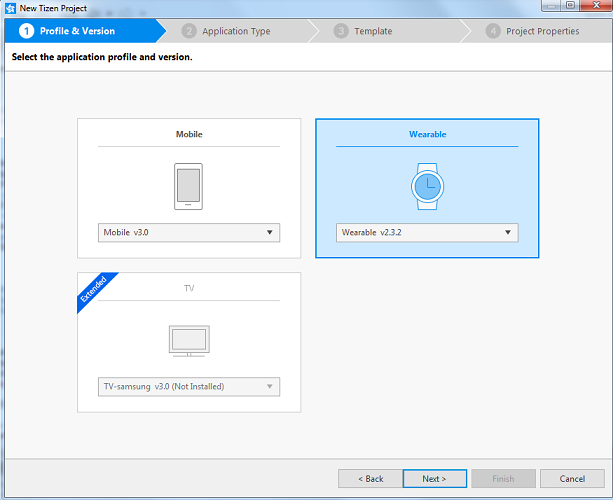 New Tizen Project
1 Profile & Version
2 Application Type
3 Template
4 Project Properties
Select the application profile and version.
Mobile
Wearable
Mobile v3.0
Wearable v2.3.2
Extended
TV
TV-samsung v3.0 (Not Installed)
< Back
Next >
Finish
Cancel